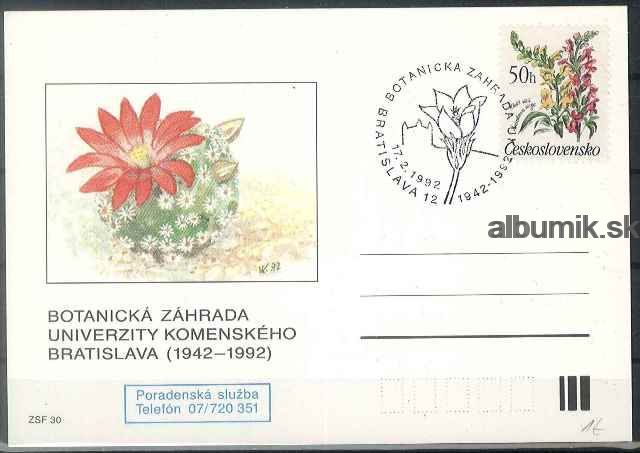 50h
Československo
BOTANICKÁ ZÁHRADA UK
1942-1992
17.2.1992
BRATISLAVA 12
albumik.sk
BOTANICKÁ ZÁHRADA
UNIVERZITY KOMENSKÉHO
BRATISLAVA (1942–1992)
Poradenská služba
Telefón 07/720 351
ZSF 30